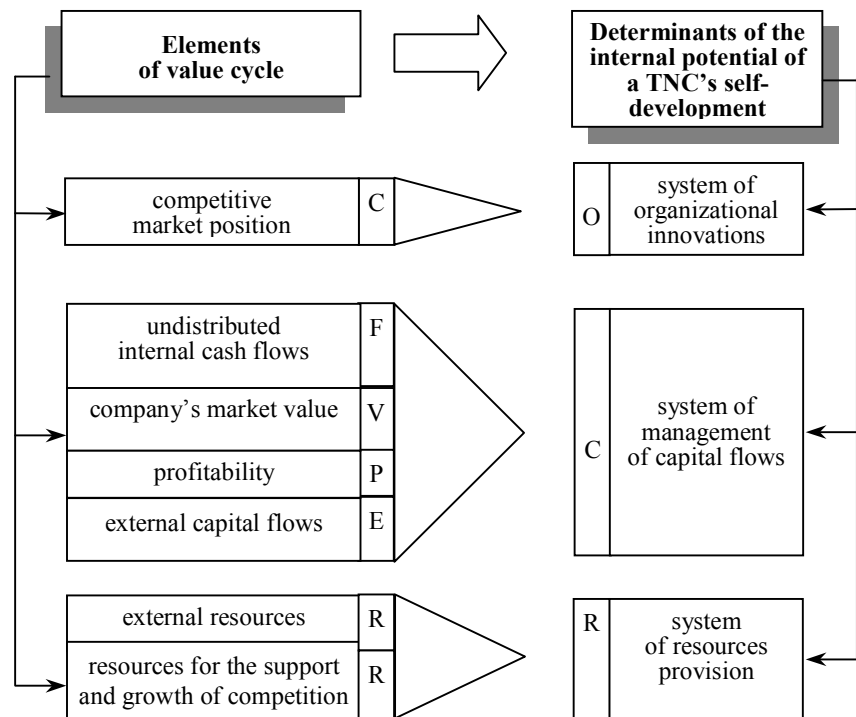 Elements
of value cycle
Determinants of the
internal potential of
a TNC's self-
development
competitive
market position
C
O
system of
organizational
innovations
undistributed
internal cash flows
F
company's market value
V
profitability
P
external capital flows
E
C
system of
management
of capital flows
external resources
R
resources for the support
and growth of competition
R
R
system
of resources
provision